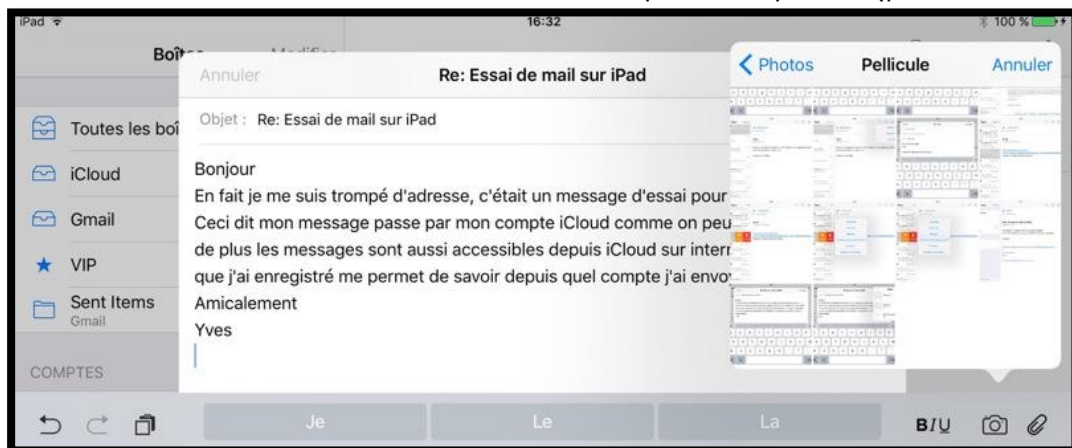 iPad 16:32 100 %
Annuler Re: Essai de mail sur iPad
Photos Pellicule Annuler
Objet : Re: Essai de mail sur iPad
Toutes les boî
iCloud
Gmail
VIP
Sent Items
Gmail
COMPTES
Bonjour
En fait je me suis trompé d'adresse, c'était un message d'essai pour
Ceci dit mon message passe par mon compte iCloud comme on peu
de plus les messages sont aussi accessibles depuis iCloud sur interr
que j'ai enregistré me permet de savoir depuis quel compte j'ai envoy
Amicalement
Yves
Je Le La
BIU